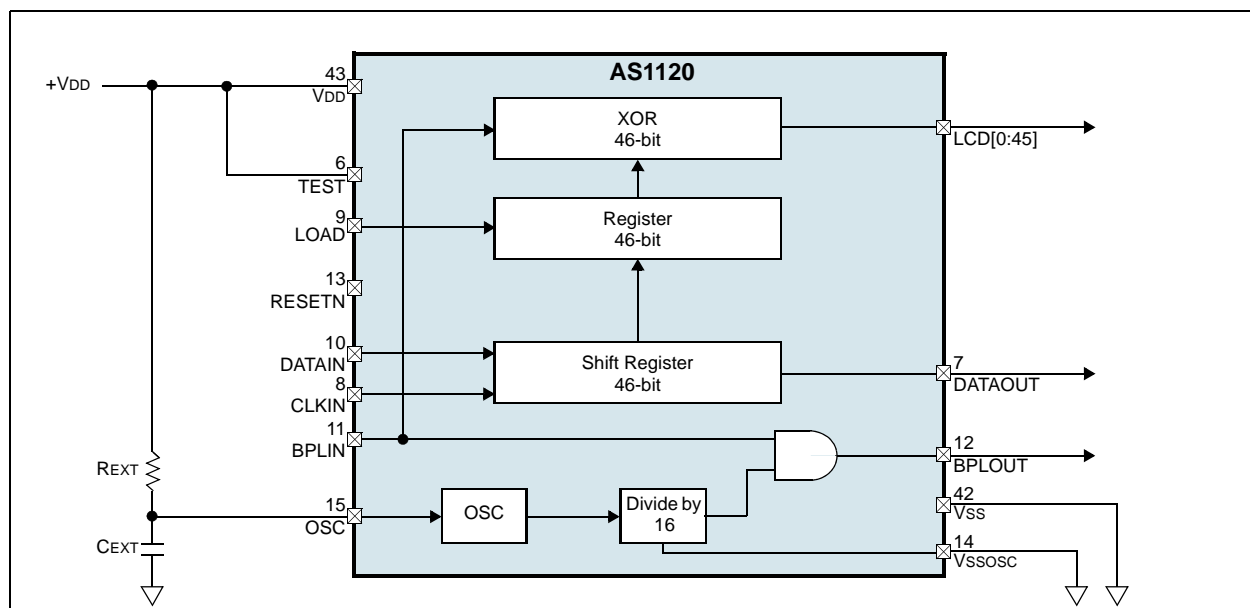 AS1120
+VDD
43
VDD
XOR
46-bit
LCD[0:45]
6
TEST
9
LOAD
Register
46-bit
13
RESETN
10
DATAIN
Shift Register
46-bit
7
DATAOUT
8
CLKIN
11
BPLIN
12
BPLOUT
REXT
15
OSC
OSC
Divide by
16
42
VSS
CEXT
14
VSSOSC